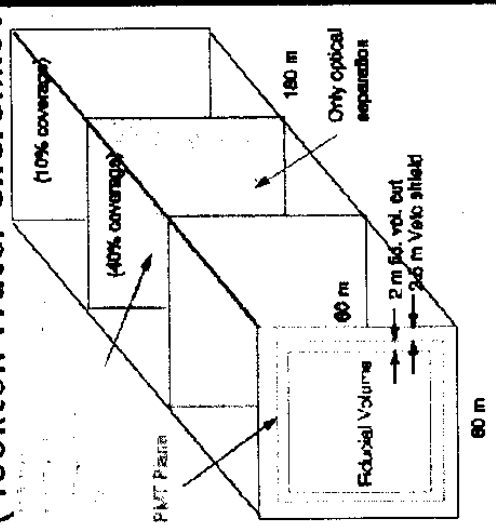 (10% coverage)
(40% coverage)
180 m
Only optical
separation
PMT Plane
60 m
2 m fid. vol. cut
2.5 m Veto shield
Fiducial Volume
60 m